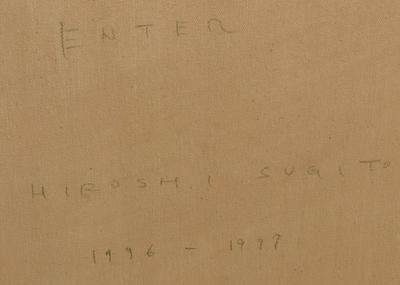 ENTER
HIROSHI SUGITO
1996 - 1997